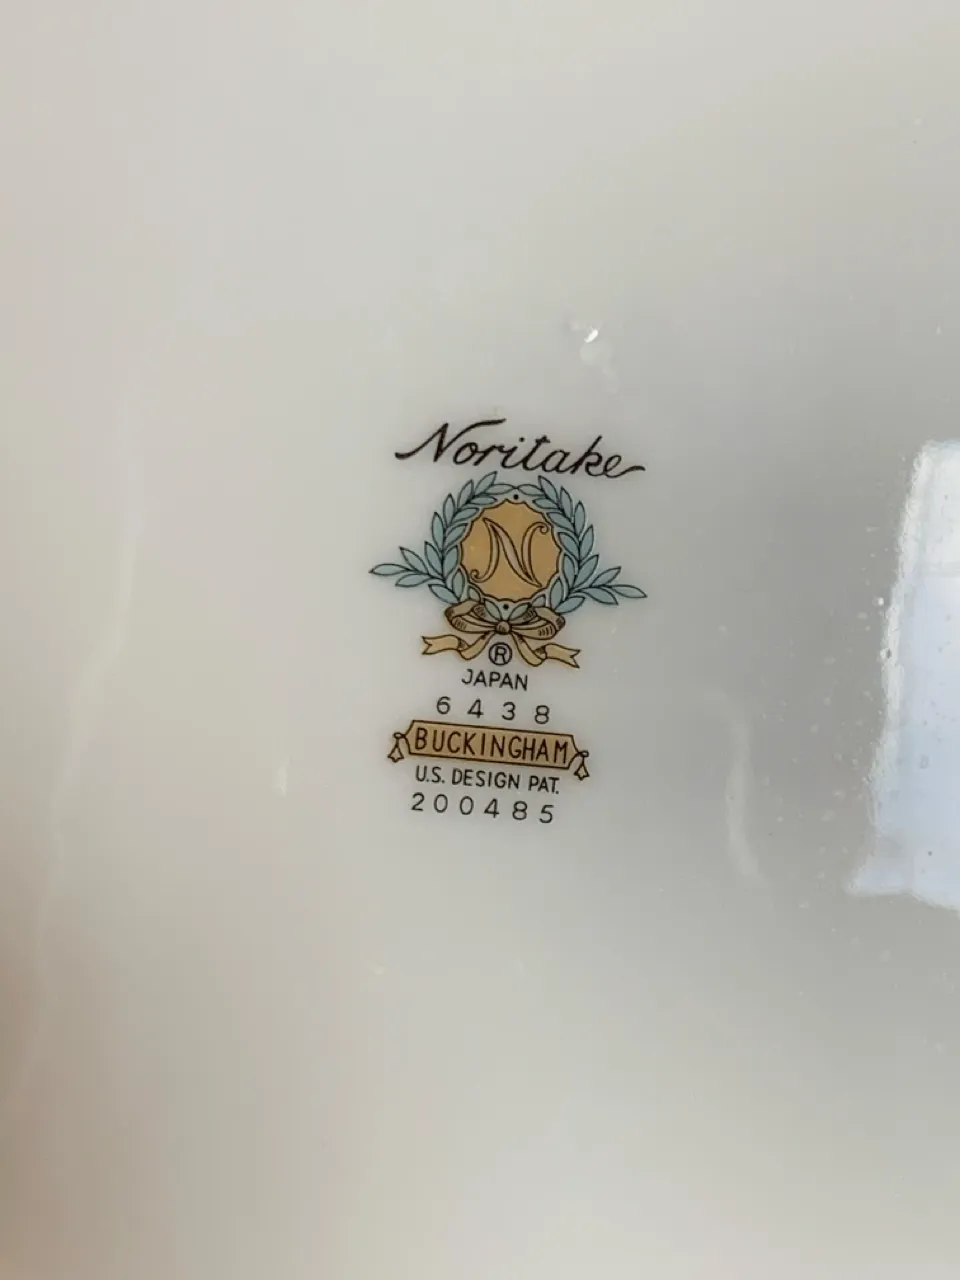 Noritake
N
®
JAPAN
6438
BUCKINGHAM
U.S. DESIGN PAT.
200485